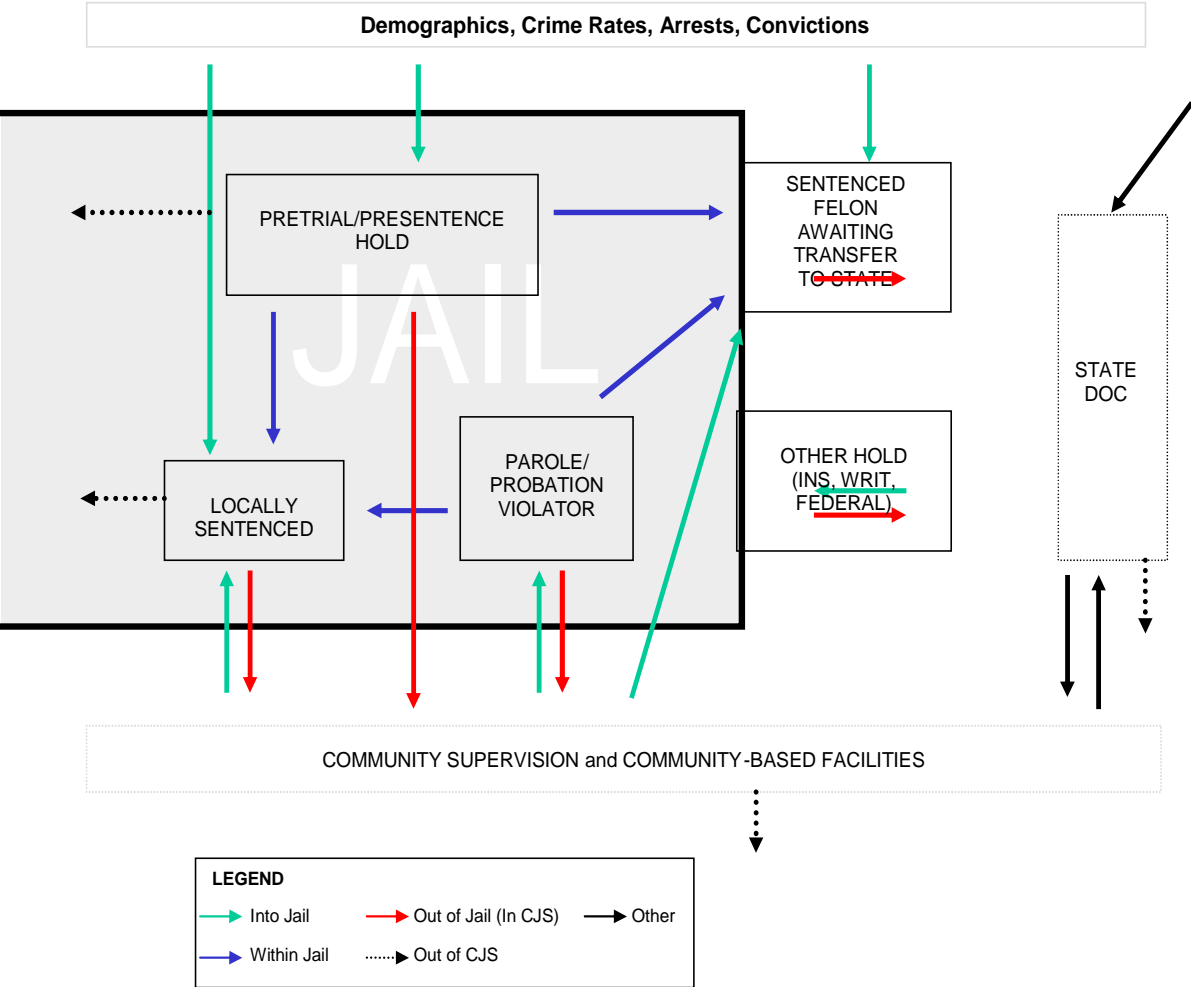 Demographics, Crime Rates, Arrests, Convictions
PRETRIAL/PRESENTENCE
HOLD
SENTENCED
FELON
AWAITING
TRANSFER
TO STATE
JAIL
STATE
DOC
LOCALLY
SENTENCED
PAROLE/
PROBATION
VIOLATOR
OTHER HOLD
(INS, WRIT,
FEDERAL)
COMMUNITY SUPERVISION and COMMUNITY-BASED FACILITIES
LEGEND
Into Jail
Out of Jail (In CJS)
Other
Within Jail
Out of CJS